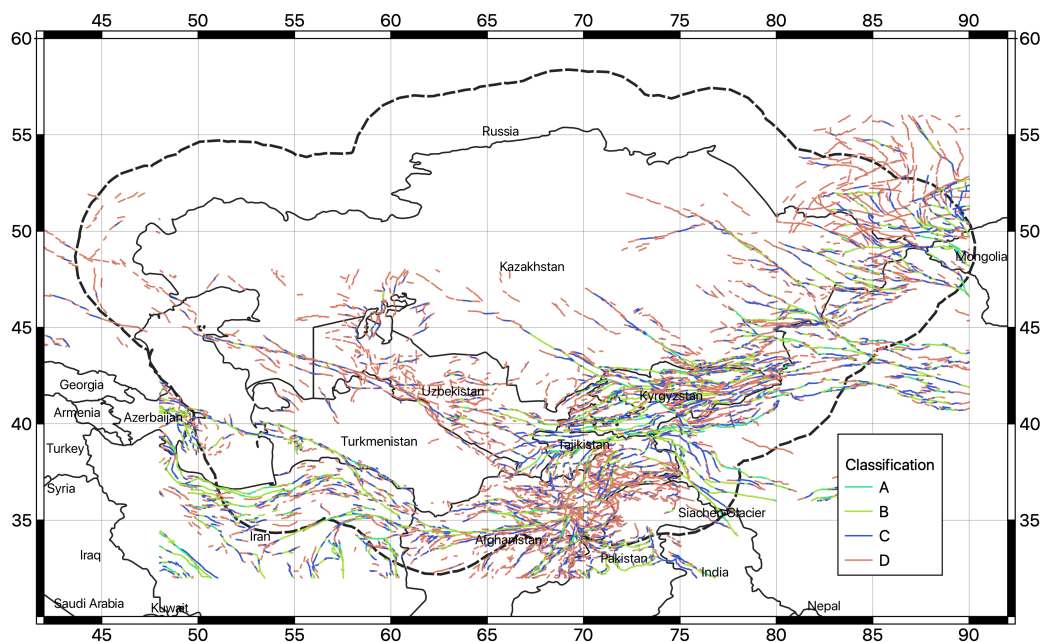 45 50 55 60 65 70 75 80 85 90
60 60
55 Russia 55
50 50
Mongolia
Kazakhstan
45 45
Georgia
Uzbekistan Kyrgyzstan
Armenia Azerbaijan
40 Turkmenistan Tajikistan 40
Turkey
Classification
Syria A
B
35 Siachen Glacier 35
Iran Afghanistan C
Iraq Pakistan D
India
Saudi Arabia Kuwait Nepal
45 50 55 60 65 70 75 80 85 90